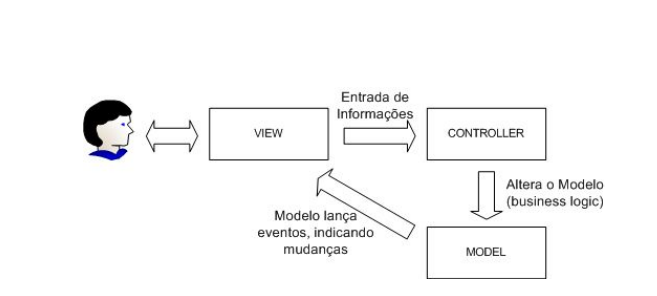 Entrada de
Informações
VIEW
CONTROLLER
Altera o Modelo
(business logic)
Modelo lança
eventos, indicando
mudanças
MODEL